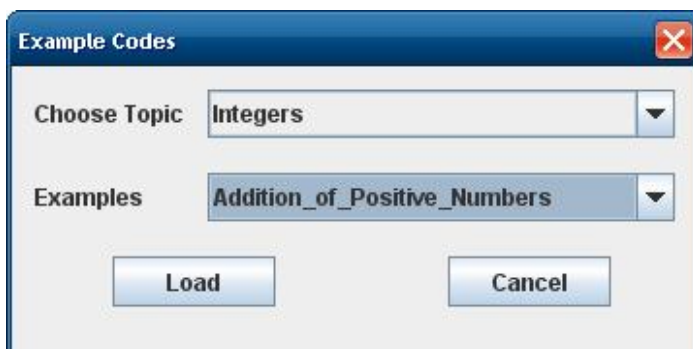 Example Codes
Choose Topic Integers
Examples Addition_of_Positive_Numbers
Load Cancel